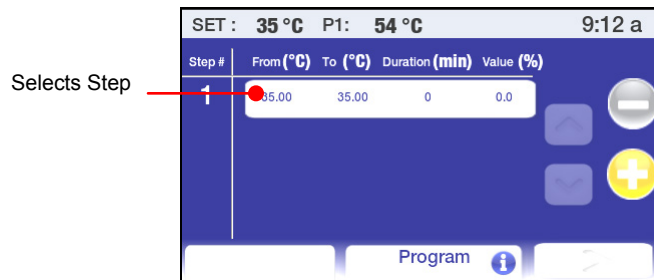 SET : 35 °C P1: 54 °C 9:12 a
Step # From (°C) To (°C) Duration (min) Value (%)
Selects Step
1 35.00 35.00 0 0.0
Program